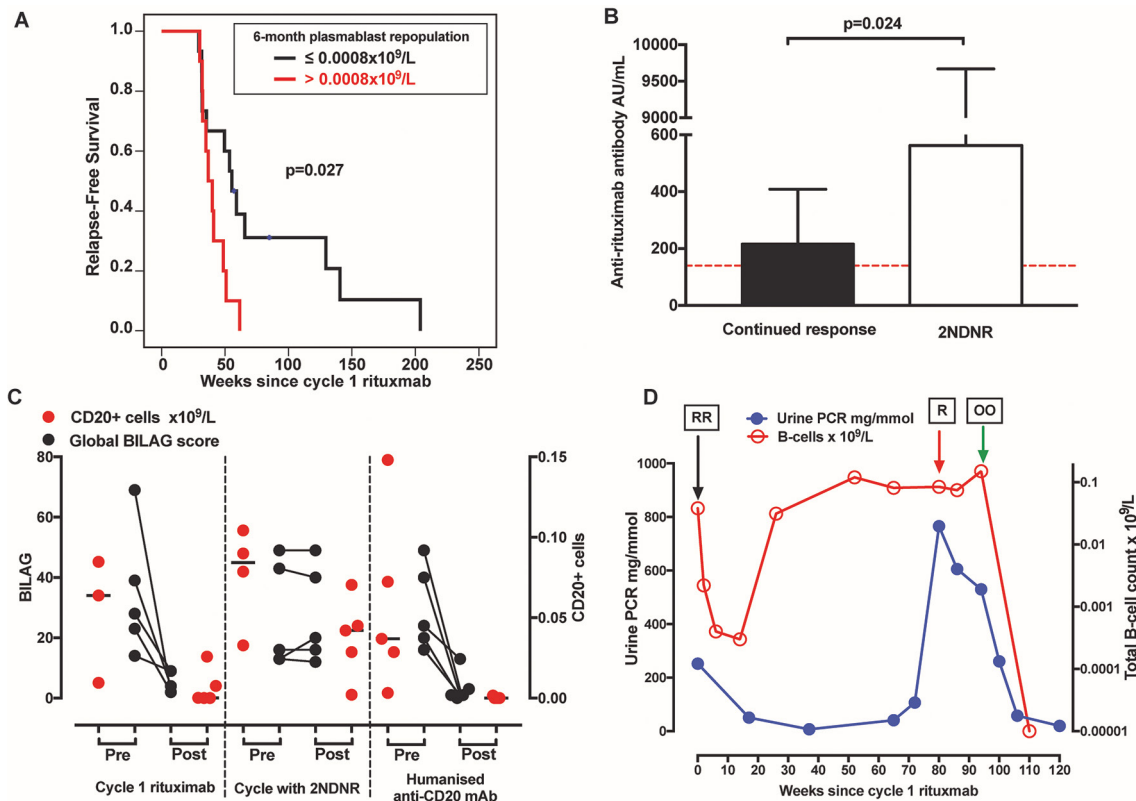 A
6-month plasmablast repopulation
≤ 0.0008x10⁹/L
> 0.0008x10⁹/L
p=0.027
Relapse-Free Survival
1.0
0.8
0.6
0.4
0.2
0.0
0 50 100 150 200 250
Weeks since cycle 1 rituxmab
B
p=0.024
Anti-rituximab antibody AU/mL
10000
9500
9000
600
400
200
0
Continued response 2NDNR
C
CD20+ cells x10⁹/L
Global BILAG score
BILAG
80
60
40
20
0
CD20+ cells
0.15
0.10
0.05
0.00
Pre Post Pre Post Pre Post
Cycle 1 rituximab
Cycle with 2NDNR
Humanised
anti-CD20 mAb
D
RR
Urine PCR mg/mmol
B-cells x 10⁹/L
R
OO
Urine PCR mg/mmol
1000
800
600
400
200
0
Total B-cell count x 10⁹/L
0.1
0.01
0.001
0.0001
0.00001
0 10 20 30 40 50 60 70 80 90 100 110 120
Weeks since cycle 1 rituxmab